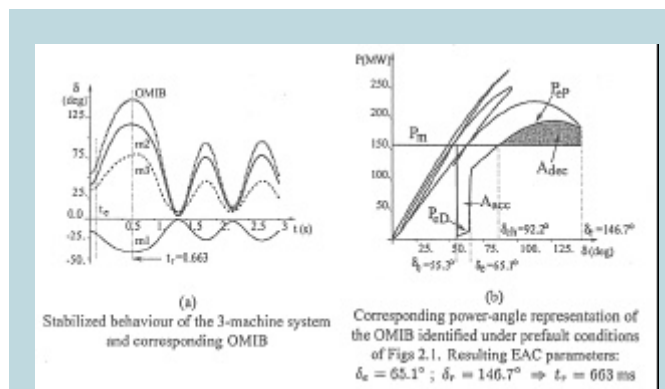 δ
(deg)
125.
75.
25.
0.0
-25.
-50.
OMIB
m2
m3
m1
t_e
0.5
1.
1.5
2.
2.5
3
t (s)
t_r=0.663
(a)
Stabilized behaviour of the 3-machine system
and corresponding OMIB
P(MW)
250.
200.
150.
100.
50.
0.
P_m
P_eP
A_dec
A_acc
P_eD
25.
50.
75.
100.
125.
δ(deg)
δ_e=65.1°
δ_ch=92.2°
δ_r=146.7°
(b)
Corresponding power-angle representation of
the OMIB identified under prefault conditions
of Figs 2.1. Resulting EAC parameters:
δ_e = 65.1° ; δ_r = 146.7° ⇒ t_r = 663 ms